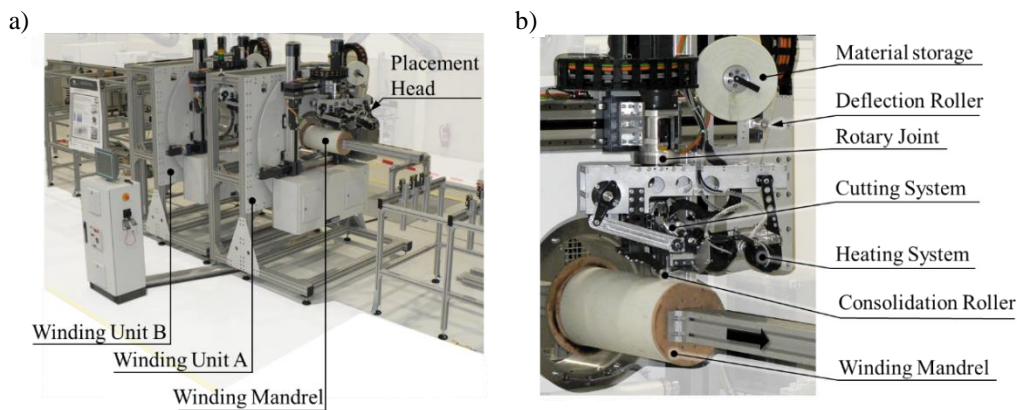 a)
Placement
Head
Winding Unit B
Winding Unit A
Winding Mandrel
b)
Material storage
Deflection Roller
Rotary Joint
Cutting System
Heating System
Consolidation Roller
Winding Mandrel